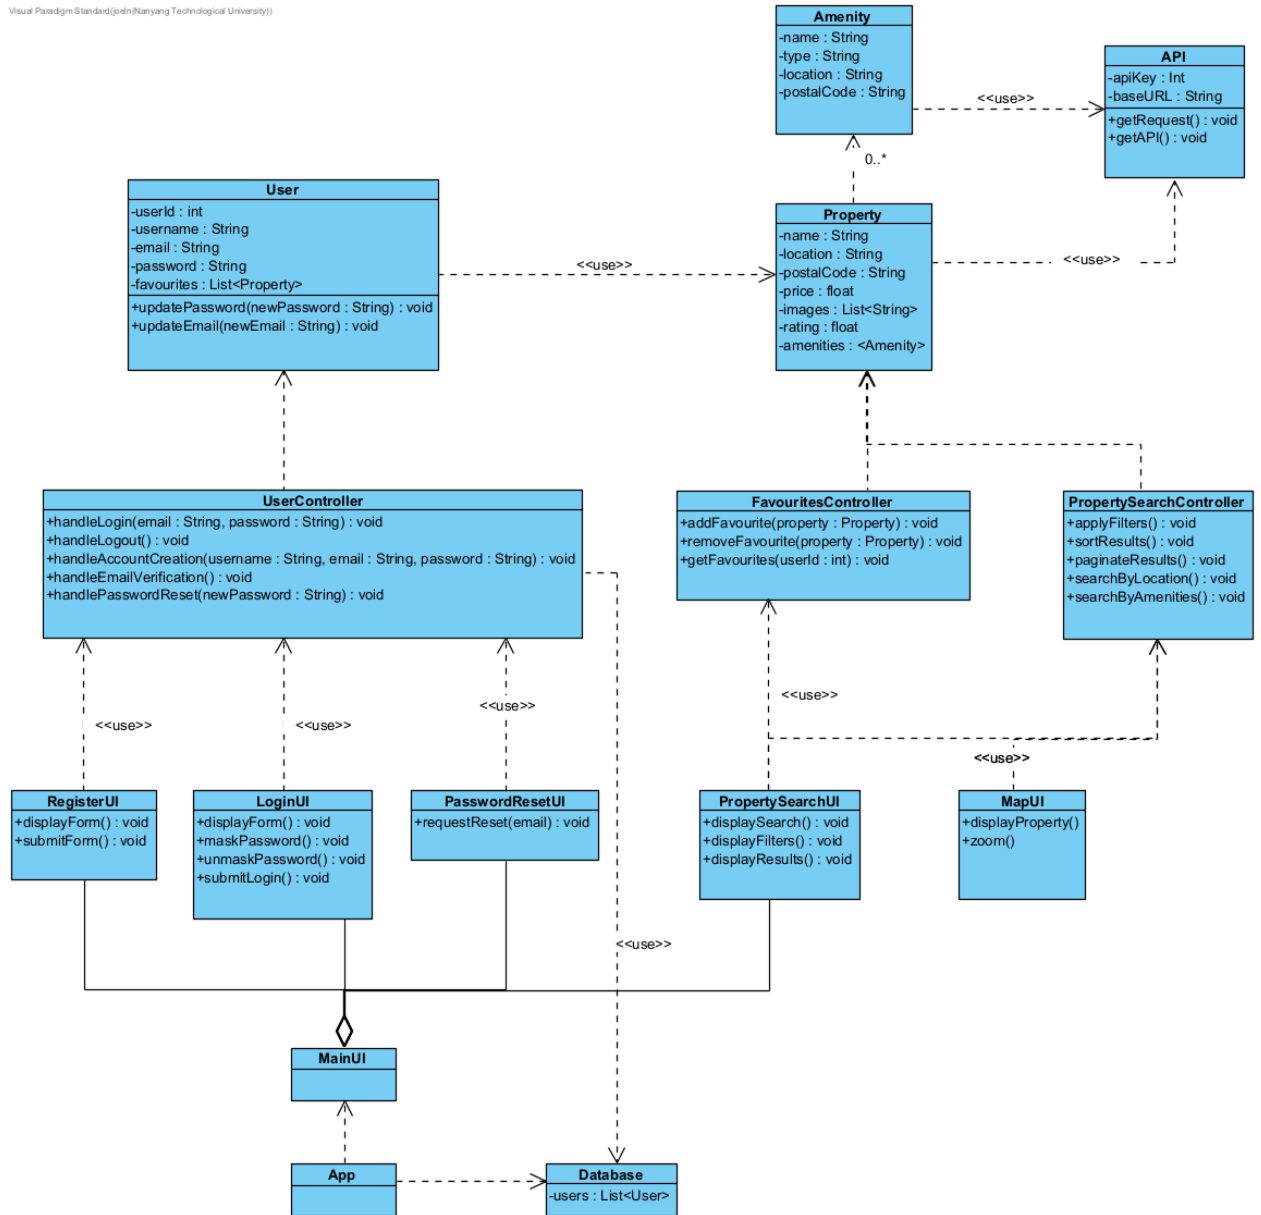 Visual Paradigm Standard(joeln(Nanyang Technological University))
Amenity
-name : String
-type : String
-location : String
-postalCode : String
API
-apiKey : Int
-baseURL : String
+getRequest() : void
+getAPI() : void
<<use>>
0..*
User
-userId : int
-username : String
-email : String
-password : String
-favourites : List<Property>
+updatePassword(newPassword : String) : void
+updateEmail(newEmail : String) : void
<<use>>
Property
-name : String
-location : String
-postalCode : String
-price : float
-images : List<String>
-rating : float
-amenities : <Amenity>
<<use>>
UserController
+handleLogin(email : String, password : String) : void
+handleLogout() : void
+handleAccountCreation(username : String, email : String, password : String) : void
+handleEmailVerification() : void
+handlePasswordReset(newPassword : String) : void
FavouritesController
+addFavourite(property : Property) : void
+removeFavourite(property : Property) : void
+getFavourites(userId : int) : void
PropertySearchController
+applyFilters() : void
+sortResults() : void
+paginateResults() : void
+searchByLocation() : void
+searchByAmenities() : void
<<use>>
<<use>>
<<use>>
<<use>>
<<use>>
RegisterUI
+displayForm() : void
+submitForm() : void
LoginUI
+displayForm() : void
+maskPassword() : void
+unmaskPassword() : void
+submitLogin() : void
PasswordResetUI
+requestReset(email) : void
PropertySearchUI
+displaySearch() : void
+displayFilters() : void
+displayResults() : void
MapUI
+displayProperty()
+zoom()
<<use>>
MainUI
App
Database
-users : List<User>